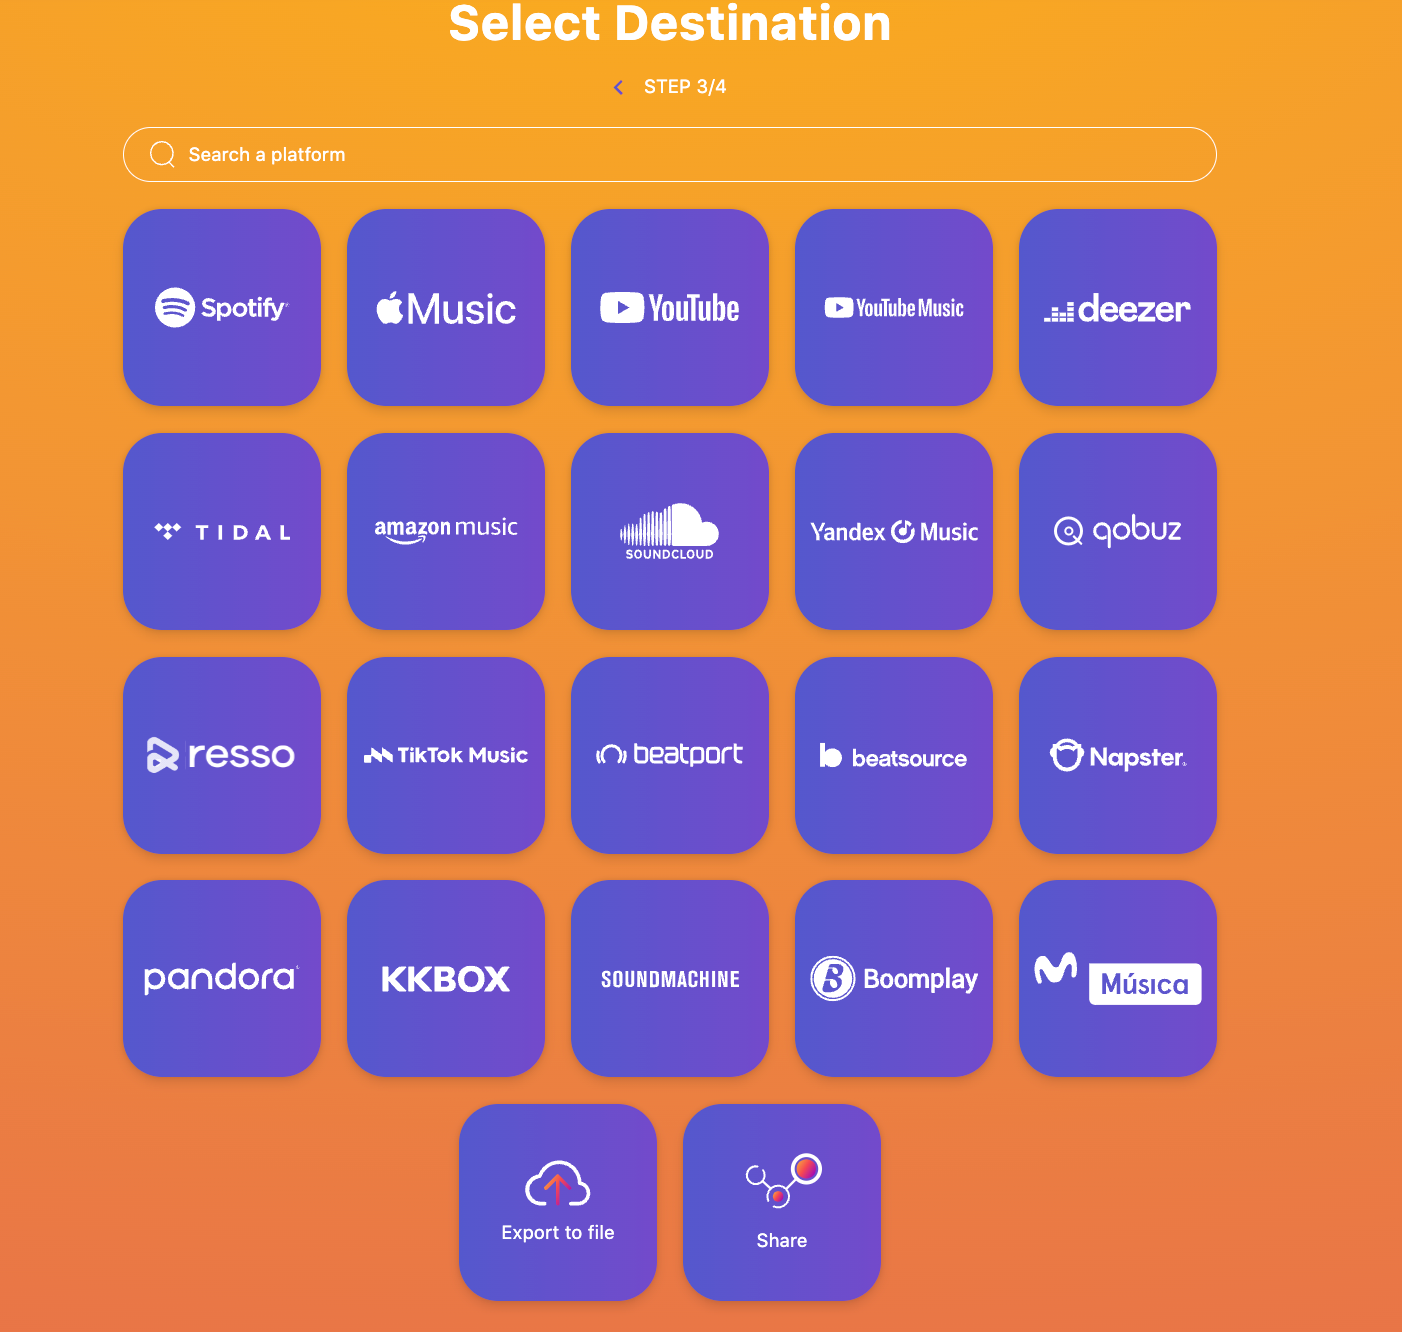 Select Destination
STEP 3/4
Search a platform
Spotify
Music
YouTube
YouTube Music
deezer
TIDAL
amazon music
SOUNDCLOUD
Yandex Music
qobuz
resso
TikTok Music
beatport
beatsource
Napster
pandora
KKBOX
SOUNDMACHINE
Boomplay
Música
Export to file
Share